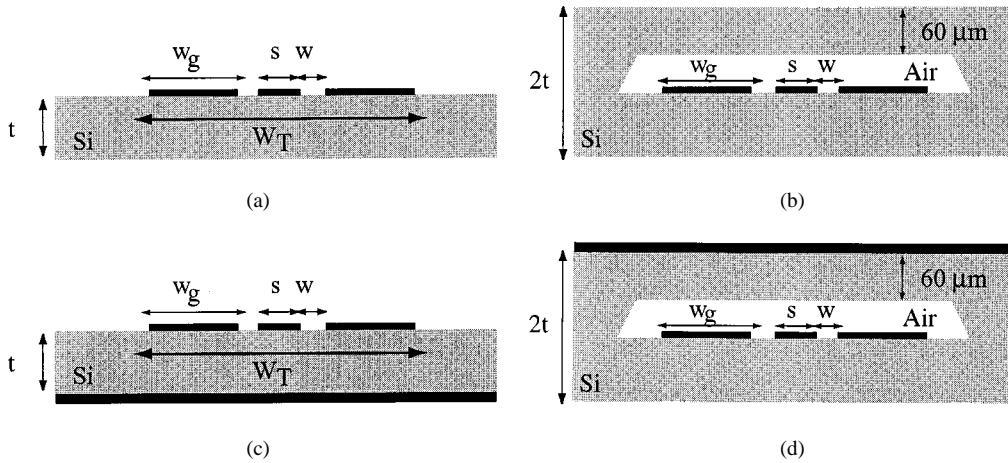 w_g s w
t
Si
W_T
(a)
60 µm
2t
w_g s w
Air
Si
(b)
w_g s w
t
Si
W_T
(c)
60 µm
2t
w_g s w
Air
Si
(d)